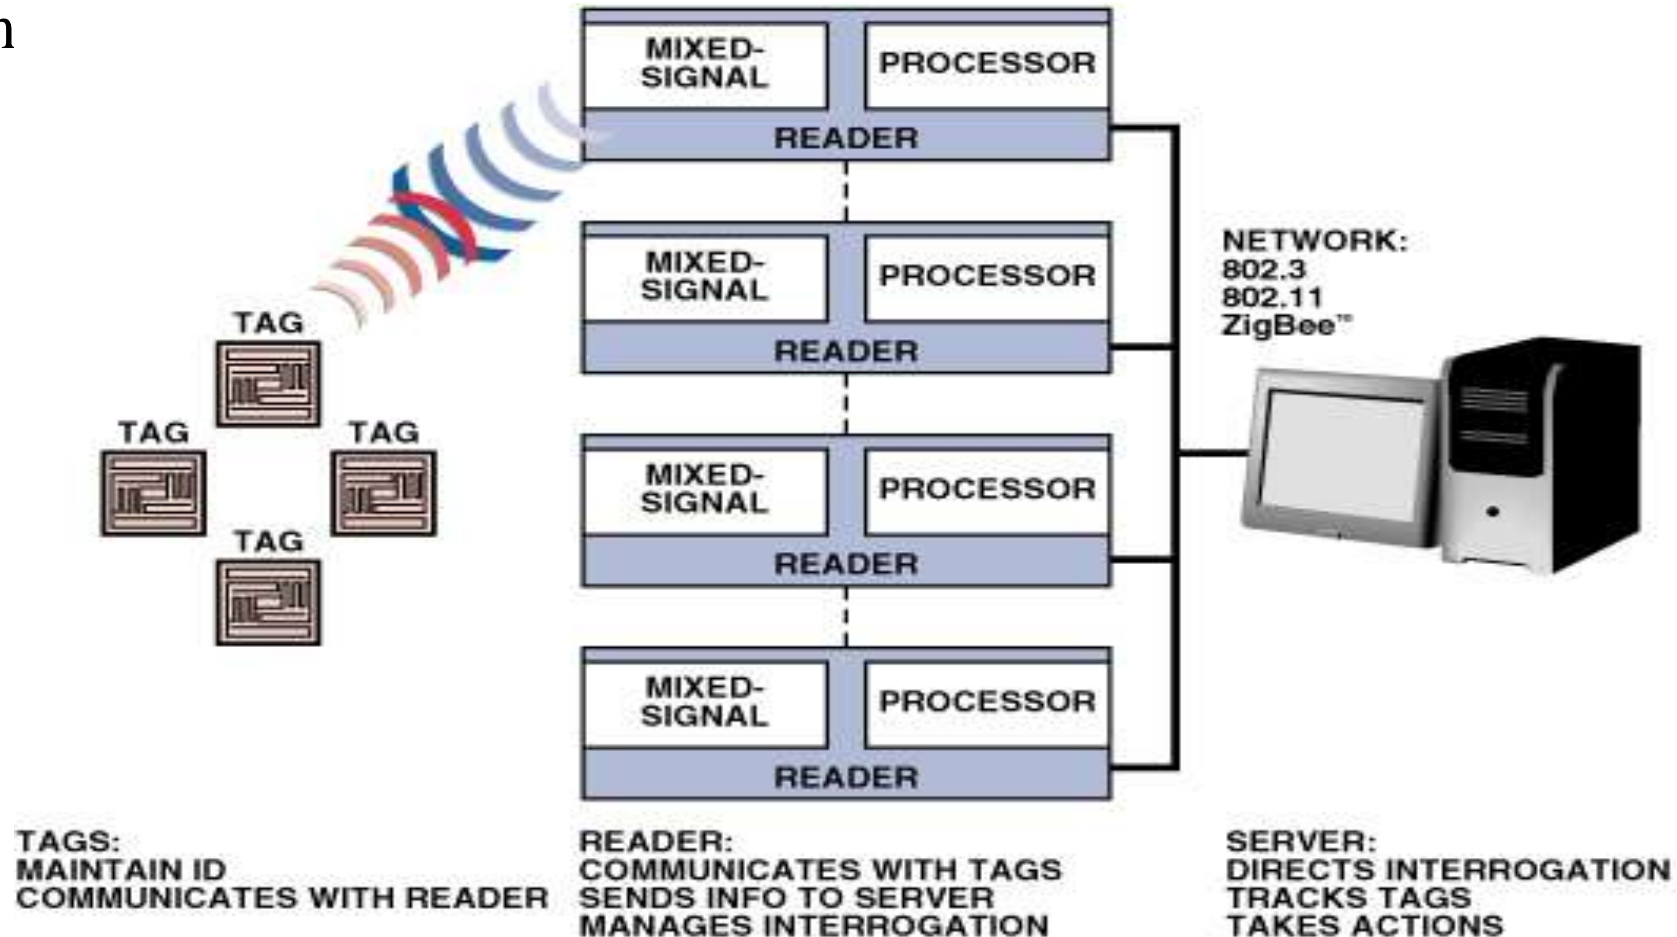 n
MIXED-
SIGNAL
PROCESSOR
READER
MIXED-
SIGNAL
PROCESSOR
READER
MIXED-
SIGNAL
PROCESSOR
READER
MIXED-
SIGNAL
PROCESSOR
READER
TAG
TAG
TAG
TAG
NETWORK:
802.3
802.11
ZigBee™
TAGS:
MAINTAIN ID
COMMUNICATES WITH READER
READER:
COMMUNICATES WITH TAGS
SENDS INFO TO SERVER
MANAGES INTERROGATION
SERVER:
DIRECTS INTERROGATION
TRACKS TAGS
TAKES ACTIONS